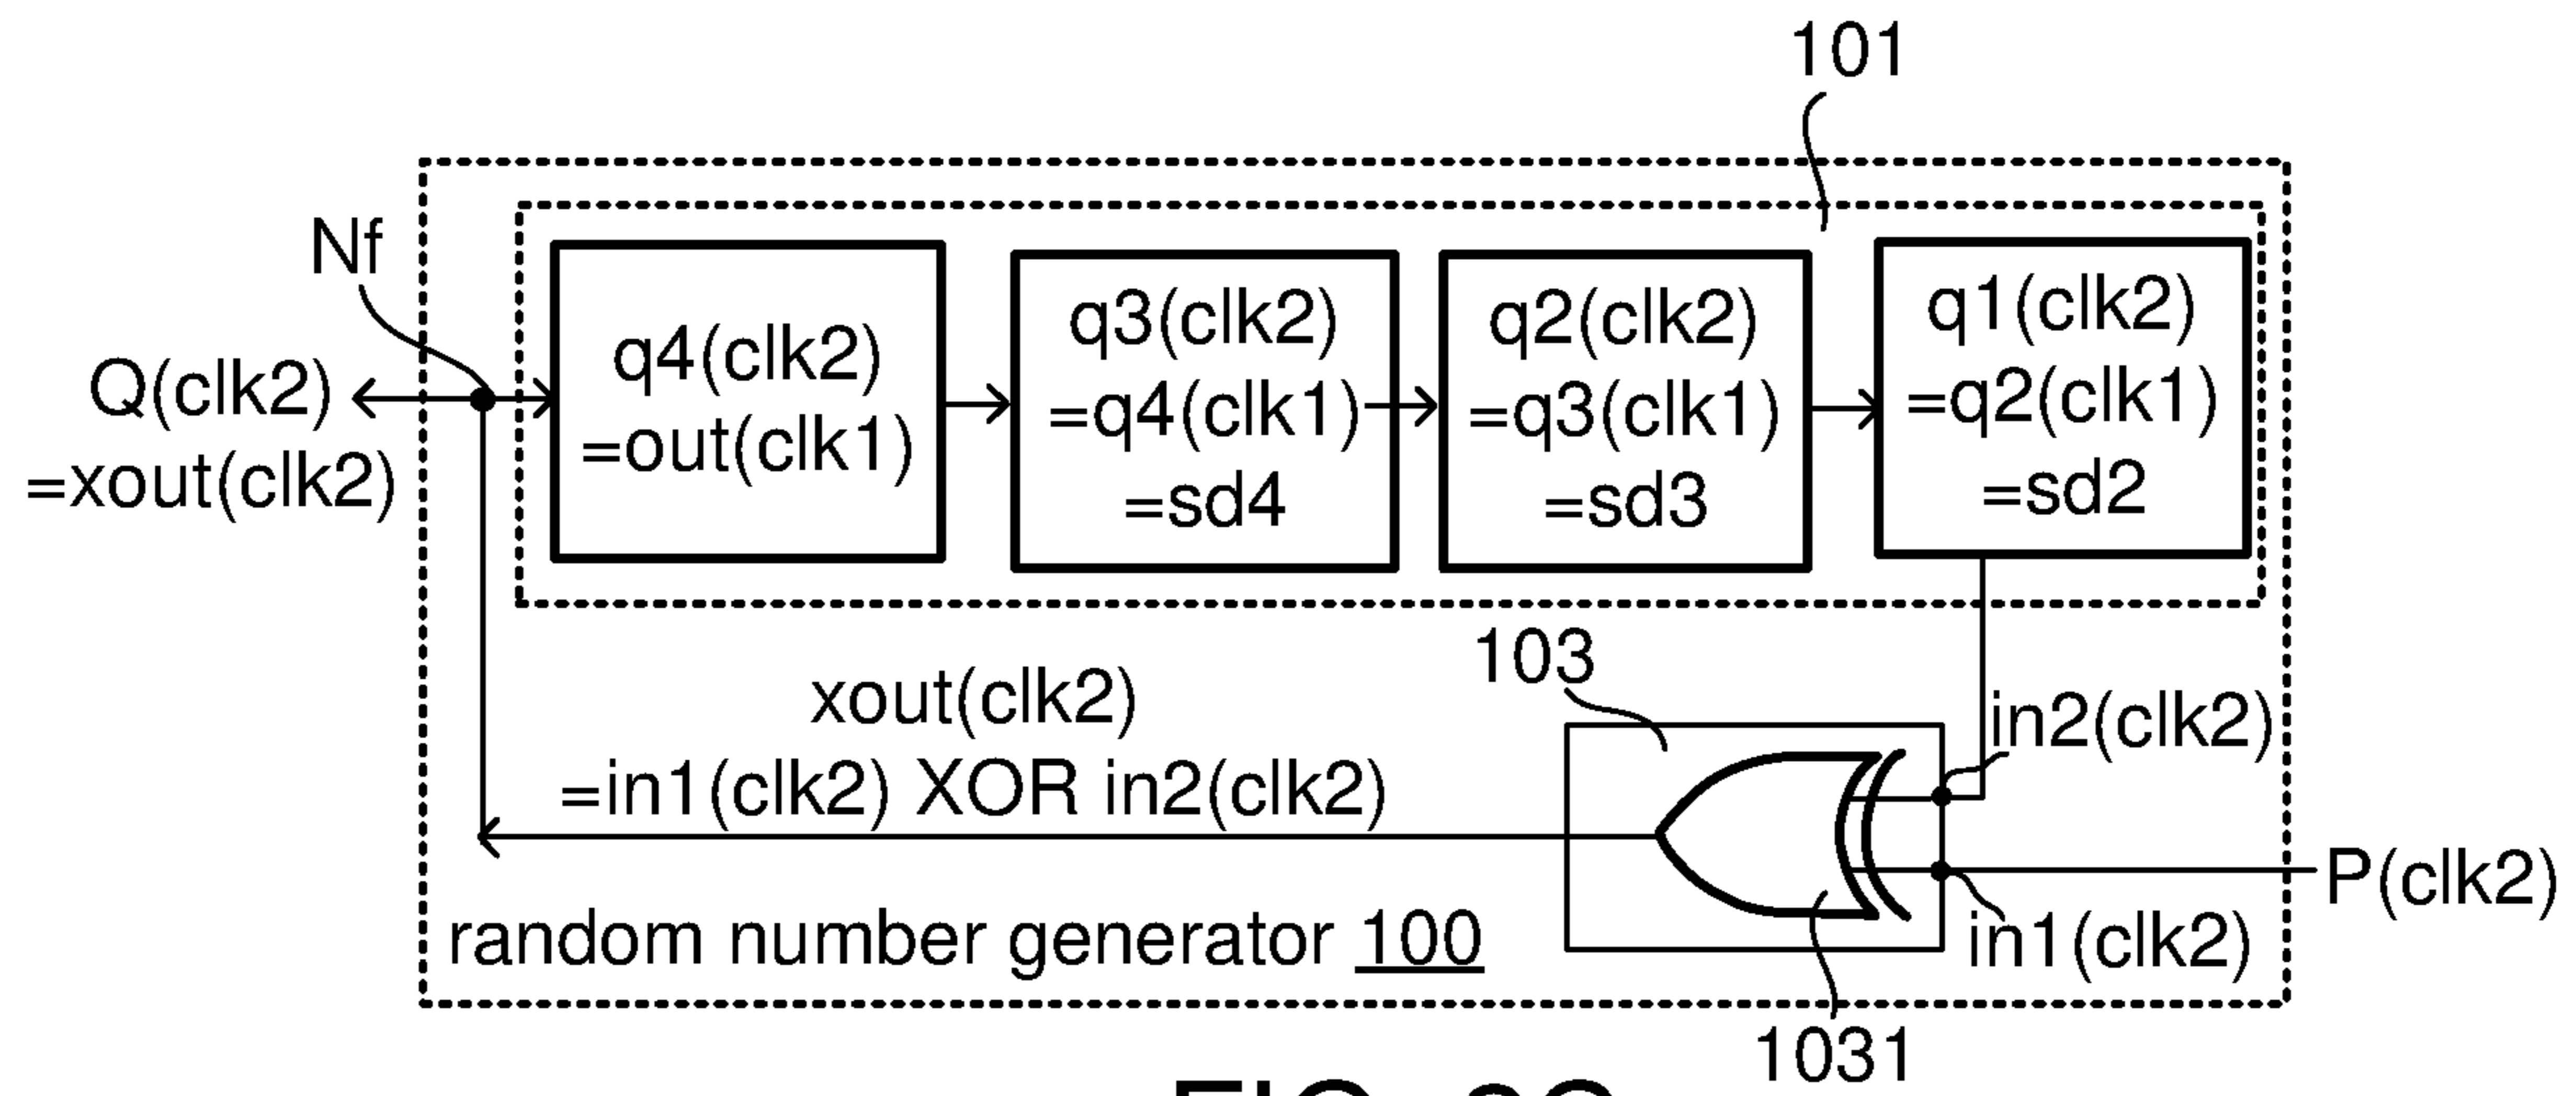 101
Nf
Q(clk2)
=xout(clk2)
q4(clk2)
=out(clk1)
q3(clk2)
=q4(clk1)
=sd4
q2(clk2)
=q3(clk1)
=sd3
q1(clk2)
=q2(clk1)
=sd2
103
xout(clk2)
=in1(clk2) XOR in2(clk2)
in2(clk2)
P(clk2)
in1(clk2)
random number generator 100
1031